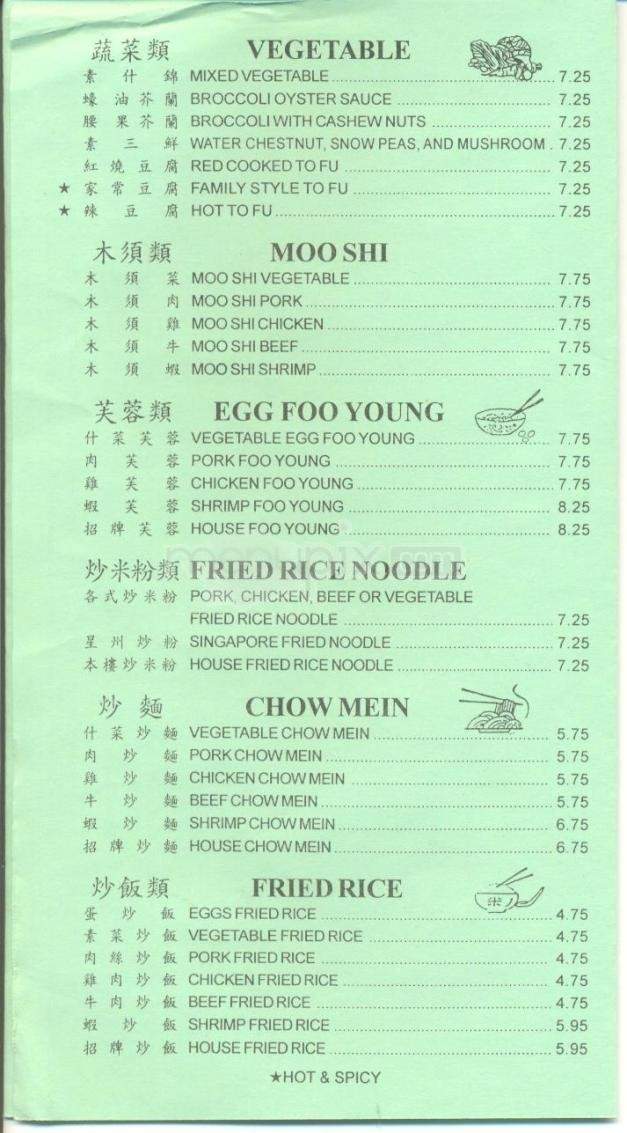 蔬菜類 VEGETABLE
素什錦 MIXED VEGETABLE 7.25
蠔油芥蘭 BROCCOLI OYSTER SAUCE 7.25
腰果芥蘭 BROCCOLI WITH CASHEW NUTS 7.25
素三鮮 WATER CHESTNUT, SNOW PEAS, AND MUSHROOM . 7.25
紅燒豆腐 RED COOKED TO FU 7.25
★ 家常豆腐 FAMILY STYLE TO FU 7.25
★ 辣豆腐 HOT TO FU 7.25
木須類 MOO SHI
木須菜 MOO SHI VEGETABLE 7.75
木須肉 MOO SHI PORK 7.75
木須雞 MOO SHI CHICKEN 7.75
木須牛 MOO SHI BEEF 7.75
木須蝦 MOO SHI SHRIMP 7.75
芙蓉類 EGG FOO YOUNG
什菜芙蓉 VEGETABLE EGG FOO YOUNG 7.75
肉芙蓉 PORK FOO YOUNG 7.75
雞芙蓉 CHICKEN FOO YOUNG 7.75
蝦芙蓉 SHRIMP FOO YOUNG 8.25
招牌芙蓉 HOUSE FOO YOUNG 8.25
炒米粉類 FRIED RICE NOODLE
各式炒米粉 PORK, CHICKEN, BEEF OR VEGETABLE
FRIED RICE NOODLE 7.25
星州炒粉 SINGAPORE FRIED NOODLE 7.25
本樓炒米粉 HOUSE FRIED RICE NOODLE 7.25
炒麵 CHOW MEIN
什菜炒麵 VEGETABLE CHOW MEIN 5.75
肉炒麵 PORK CHOW MEIN 5.75
雞炒麵 CHICKEN CHOW MEIN 5.75
牛炒麵 BEEF CHOW MEIN 5.75
蝦炒麵 SHRIMP CHOW MEIN 6.75
招牌炒麵 HOUSE CHOW MEIN 6.75
炒飯類 FRIED RICE
米
蛋炒飯 EGGS FRIED RICE 4.75
素菜炒飯 VEGETABLE FRIED RICE 4.75
肉絲炒飯 PORK FRIED RICE 4.75
雞肉炒飯 CHICKEN FRIED RICE 4.75
牛肉炒飯 BEEF FRIED RICE 4.75
蝦炒飯 SHRIMP FRIED RICE 5.95
招牌炒飯 HOUSE FRIED RICE 5.95
★HOT & SPICY